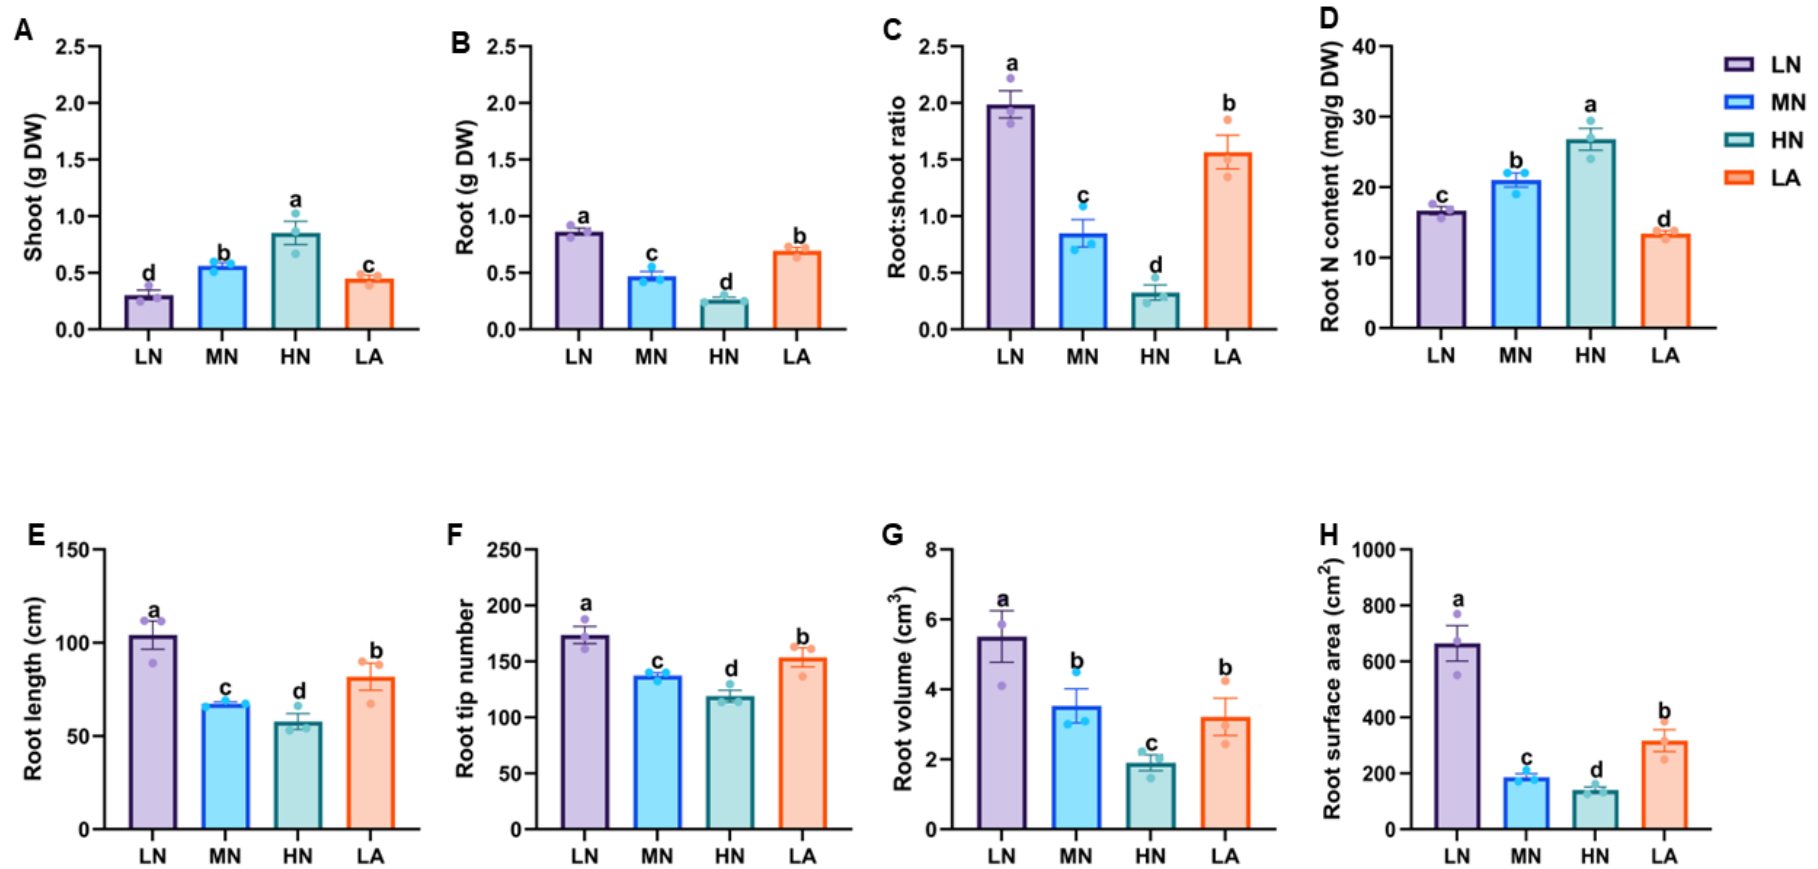 A
Shoot (g DW)
2.5
2.0
1.5
1.0
0.5
0.0
d
b
a
c
LN MN HN LA
B
Root (g DW)
2.5
2.0
1.5
1.0
0.5
0.0
a
c
d
b
LN MN HN LA
C
Root:shoot ratio
2.5
2.0
1.5
1.0
0.5
0.0
a
c
d
b
LN MN HN LA
D
Root N content (mg/g DW)
40
30
20
10
0
c
b
a
d
LN MN HN LA
LN
MN
HN
LA
E
Root length (cm)
150
100
50
0
a
c
d
b
LN MN HN LA
F
Root tip number
250
200
150
100
50
0
a
c
d
b
LN MN HN LA
G
Root volume (cm³)
8
6
4
2
0
a
b
c
b
LN MN HN LA
H
Root surface area (cm²)
1000
800
600
400
200
0
a
c
d
b
LN MN HN LA